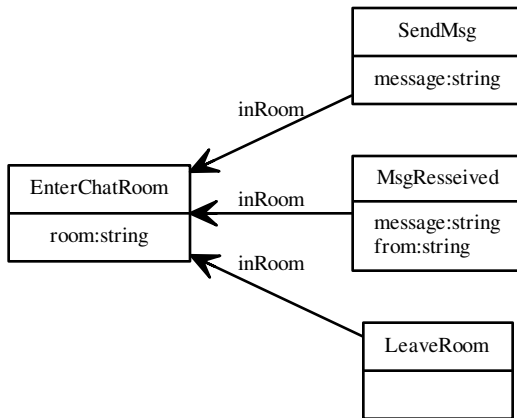 SendMsg
message:string
inRoom
EnterChatRoom
room:string
inRoom
MsgResseived
message:string
from:string
inRoom
LeaveRoom